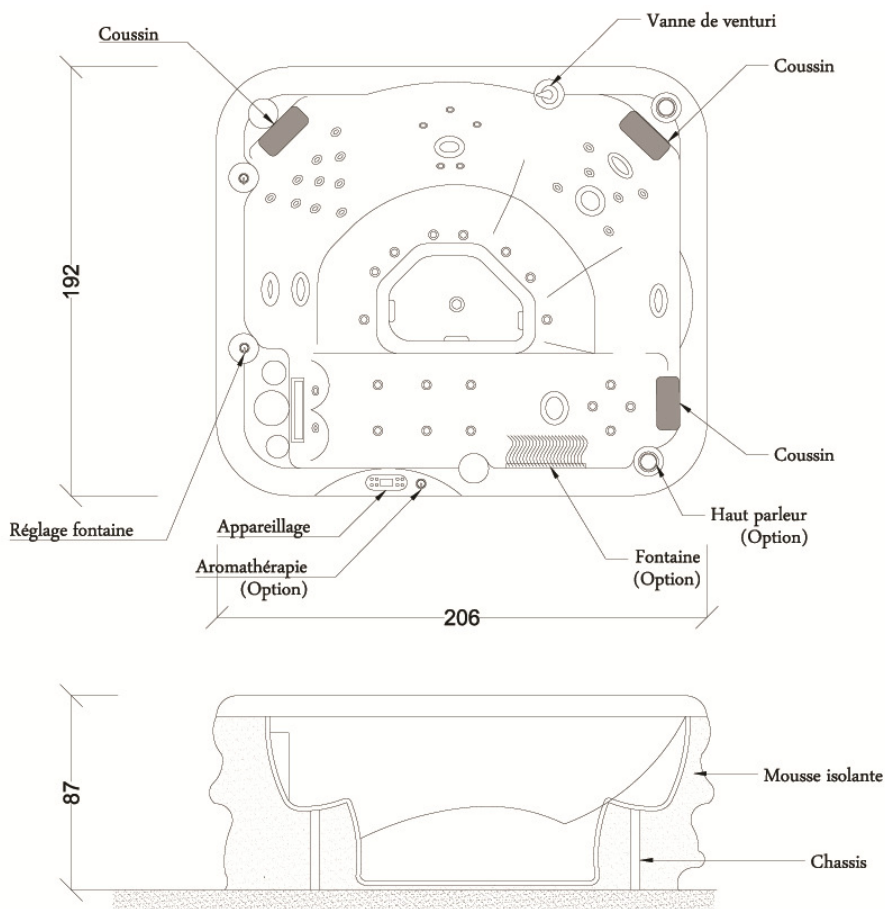 Vanne de venturi
Coussin
Coussin
192
Coussin
Réglage fontaine
Appareillage
Haut parleur
(Option)
Aromathérapie
(Option)
Fontaine
(Option)
206
87
Mousse isolante
Chassis